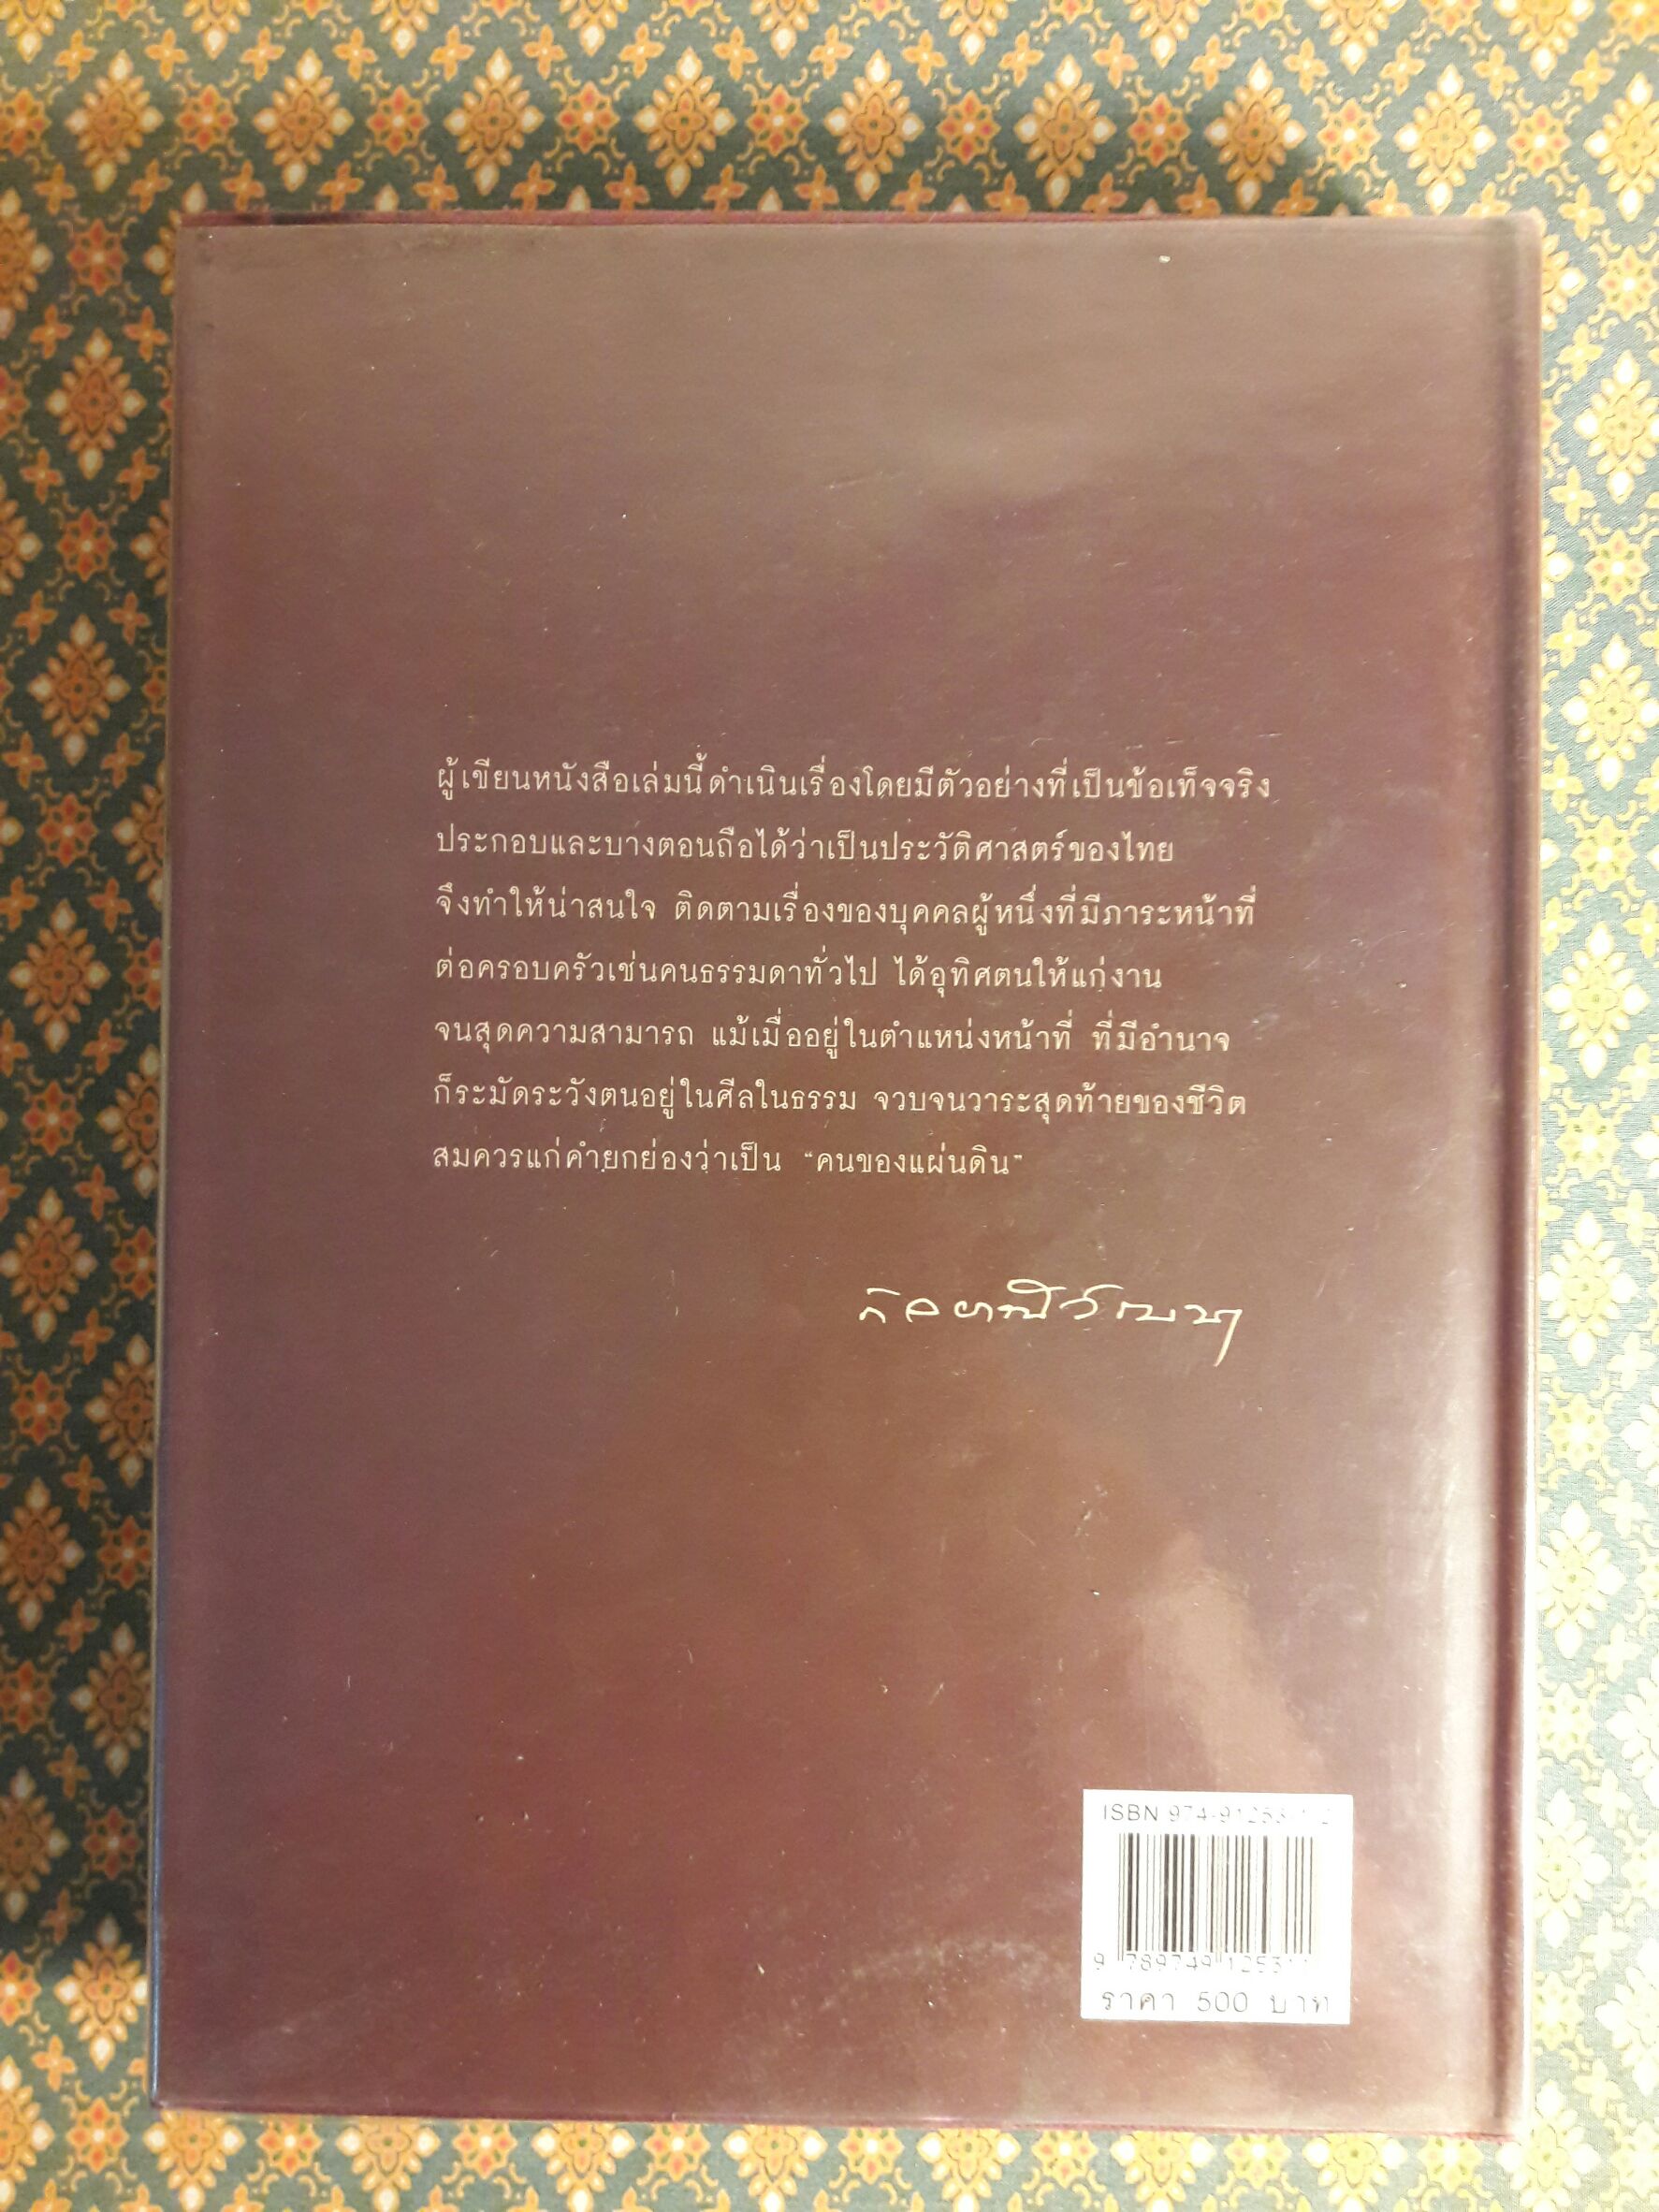 ผู้เขียนหนังสือเล่มนี้ดำเนินเรื่องโดยมีตัวอย่างที่เป็นข้อเท็จจริง
ประกอบและบางตอนถือได้ว่าเป็นประวัติศาสตร์ของไทย
จึงทำให้น่าสนใจ ติดตามเรื่องของบุคคลผู้หนึ่งที่มีภาระหน้าที่
ต่อครอบครัวเช่นคนธรรมดาทั่วไป ได้อุทิศตนให้แก่งาน
จนสุดความสามารถ แม้เมื่ออยู่ในตำแหน่งหน้าที่ ที่มีอำนาจ
ก็ระมัดระวังตนอยู่ในศีลในธรรม จวบจนวาระสุดท้ายของชีวิต
สมควรแก่คำยกย่องว่าเป็น “คนของแผ่นดิน”
กัลยาณิวัฒนา
ISBN
ราคา 500 บาท